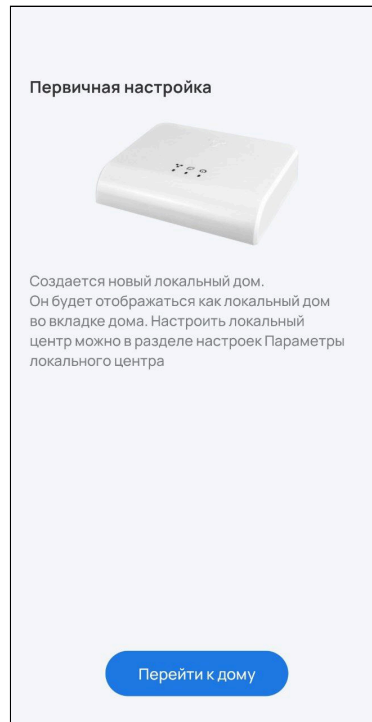 Первичная настройка
Создается новый локальный дом.
Он будет отображаться как локальный дом
во вкладке дома. Настроить локальный
центр можно в разделе настроек Параметры
локального центра
Перейти к дому